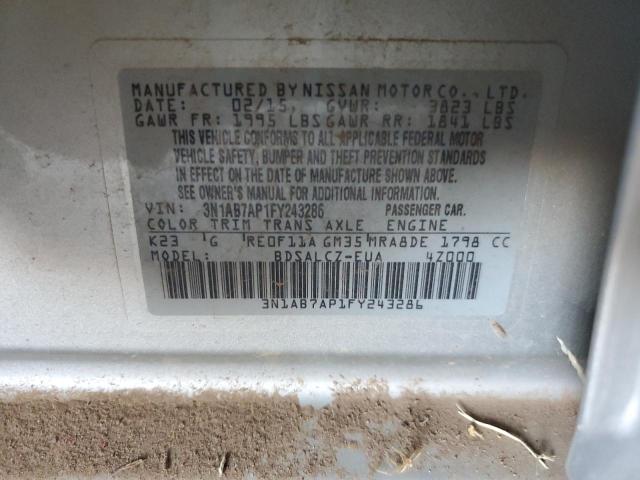 MANUFACTURED BY NISSAN MOTOR CO., LTD.
DATE: 02/15, GVWR: 3823 LBS
GAWR FR: 1995 LBS GAWR RR: 1841 LBS
THIS VEHICLE CONFORMS TO ALL APPLICABLE FEDERAL MOTOR
VEHICLE SAFETY, BUMPER AND THEFT PREVENTION STANDARDS
IN EFFECT ON THE DATE OF MANUFACTURE SHOWN ABOVE.
SEE OWNER'S MANUAL FOR ADDITIONAL INFORMATION.
VIN: 3N1AB7AP1FY243286 PASSENGER CAR.
COLOR TRIM TRANS AXLE ENGINE
K23 G RE0F11A GM35 MRA8DE 1798 CC
MODEL: BDSALCZ-EUA 4Z000
3N1AB7AP1FY243286